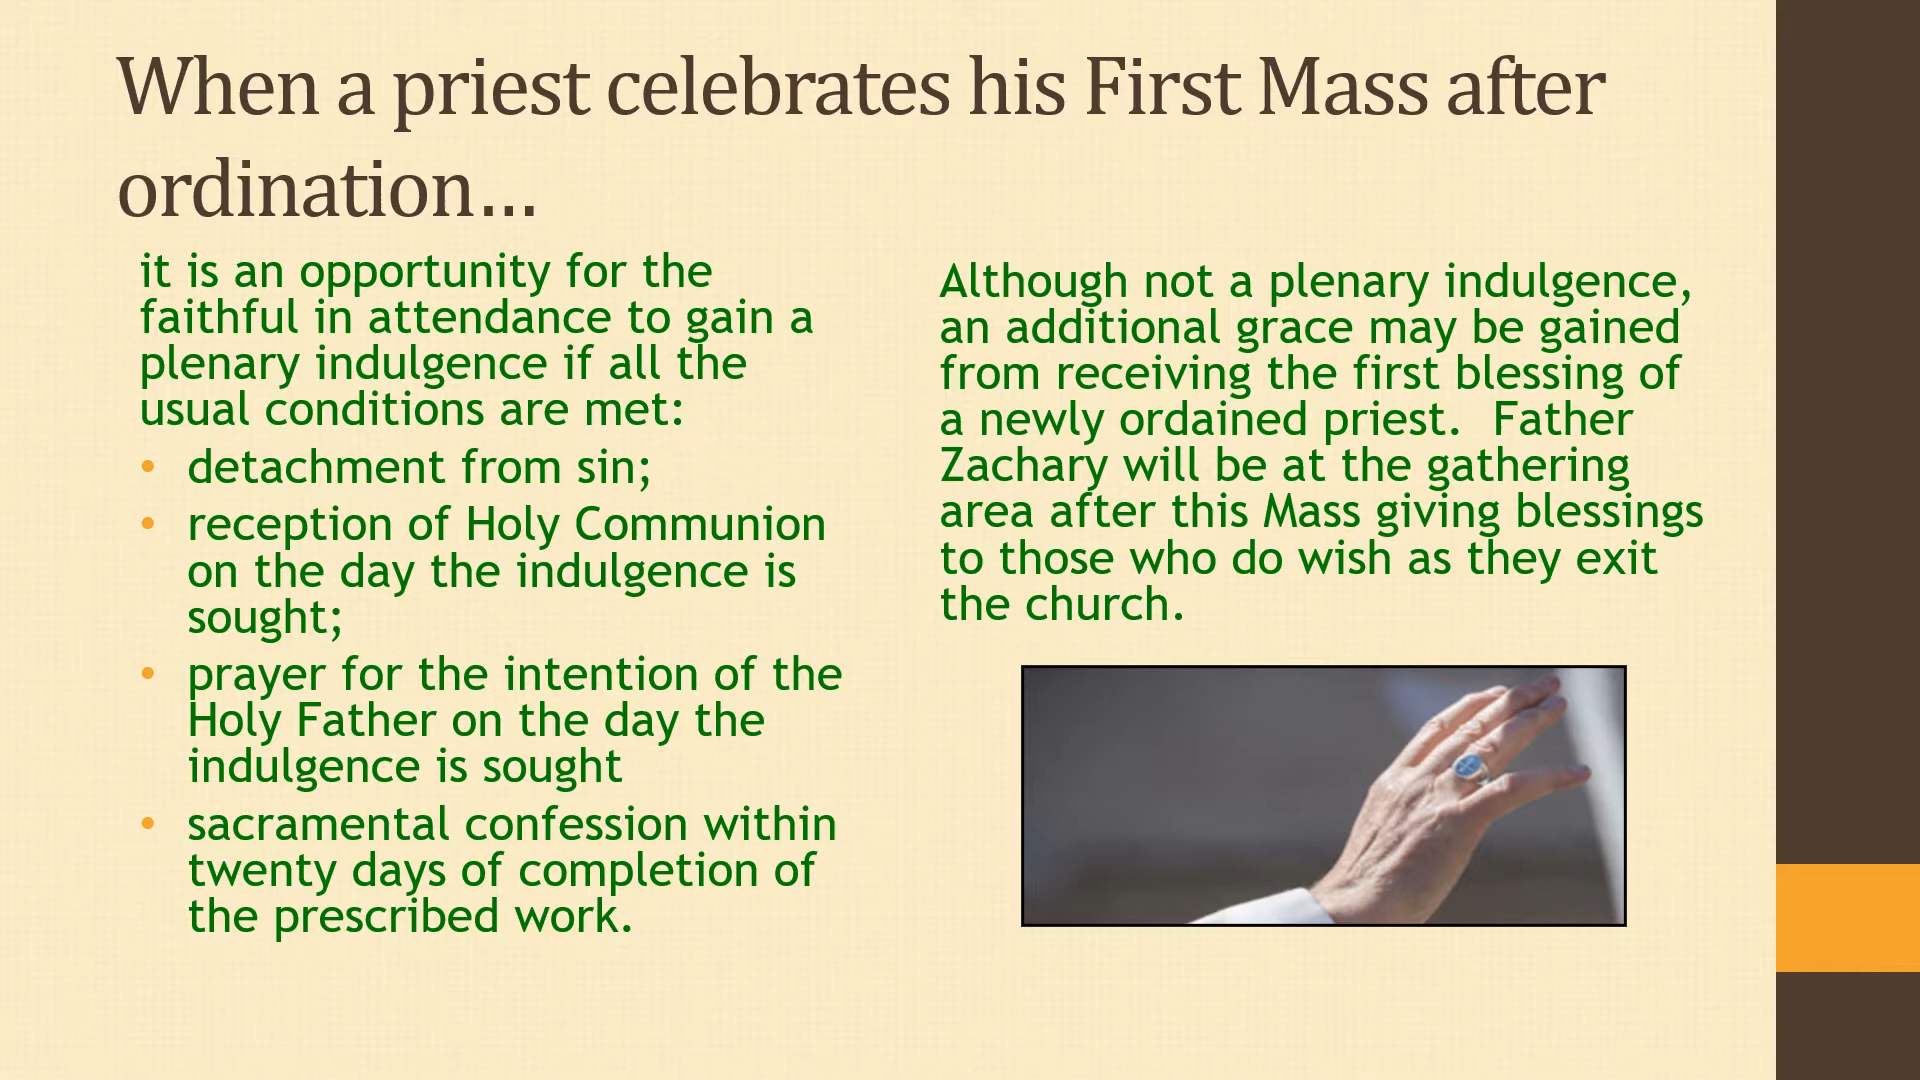 When a priest celebrates his First Mass after
ordination…
it is an opportunity for the
faithful in attendance to gain a
plenary indulgence if all the
usual conditions are met:
• detachment from sin;
• reception of Holy Communion
on the day the indulgence is
sought;
• prayer for the intention of the
Holy Father on the day the
indulgence is sought
• sacramental confession within
twenty days of completion of
the prescribed work.
Although not a plenary indulgence,
an additional grace may be gained
from receiving the first blessing of
a newly ordained priest.  Father
Zachary will be at the gathering
area after this Mass giving blessings
to those who do wish as they exit
the church.